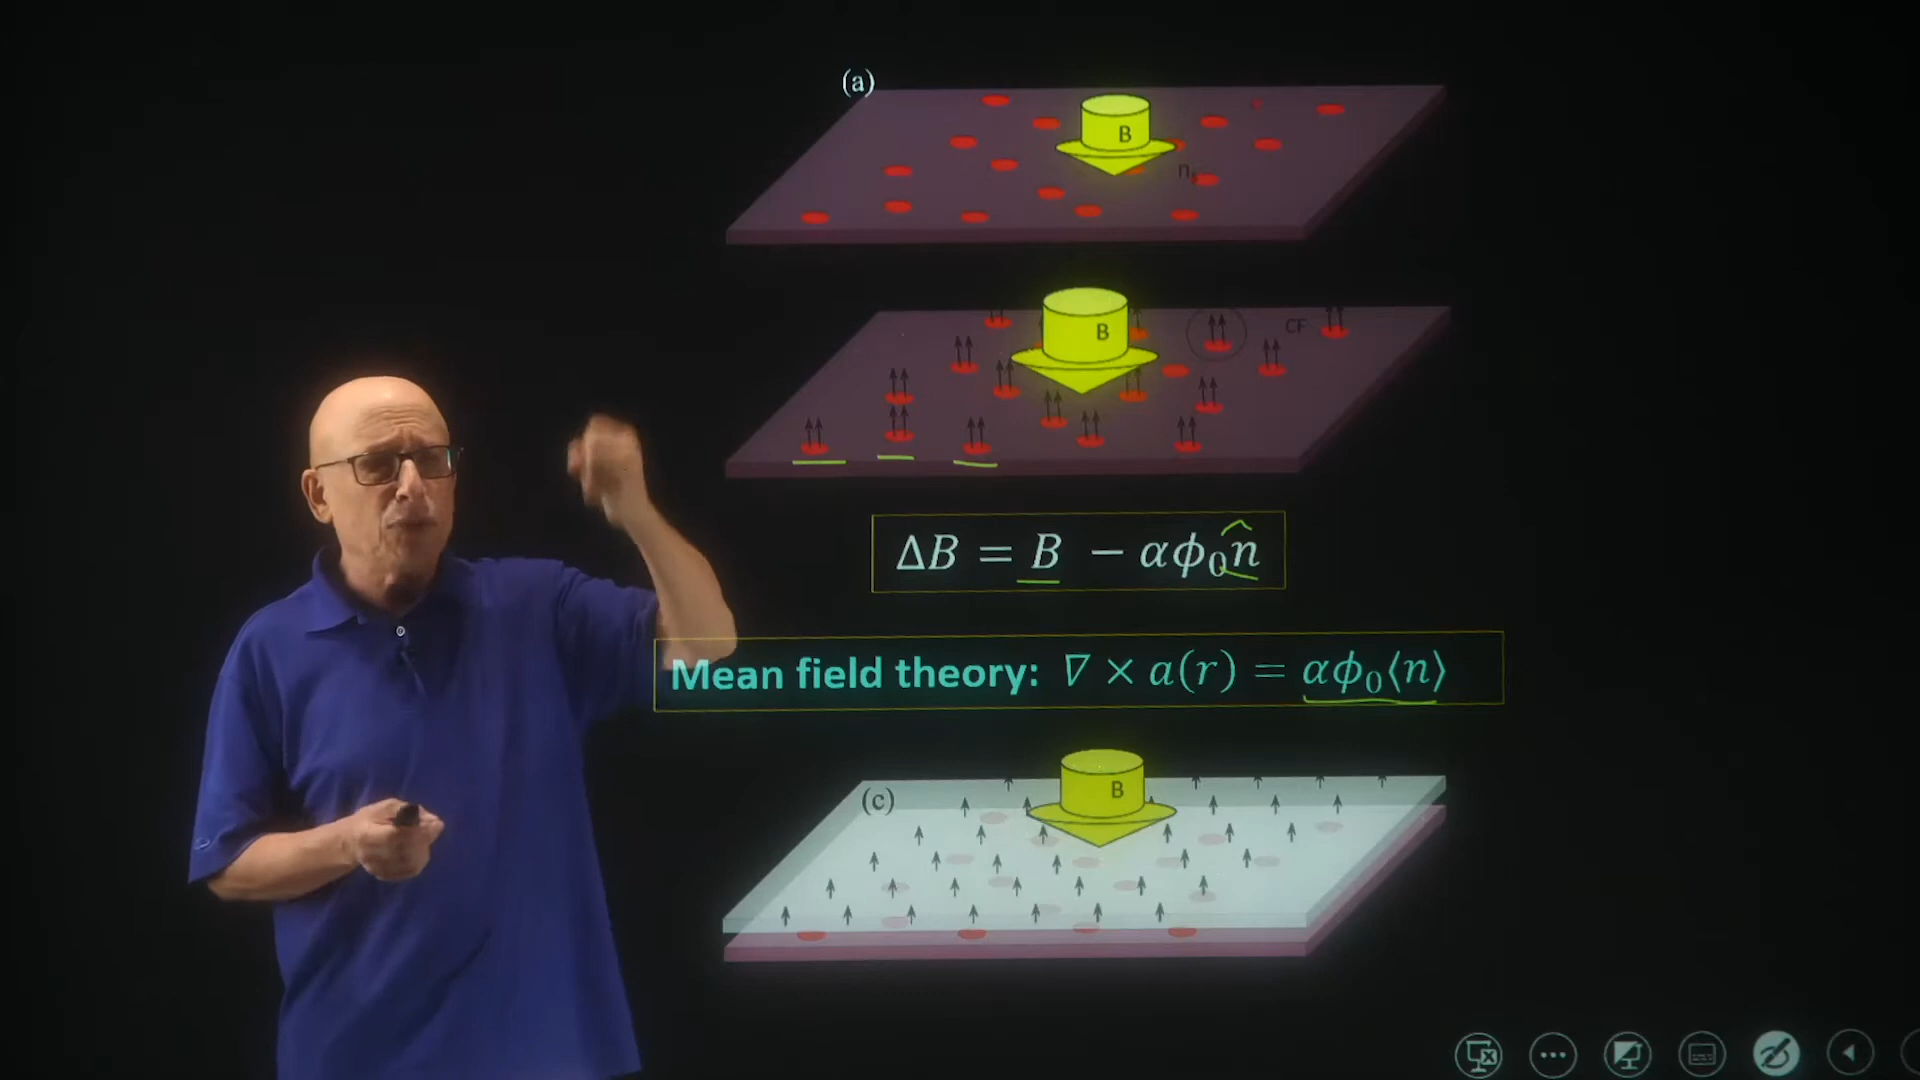 (a)
B
n
B
CF
ΔB = B − αϕ₀n̂
Mean field theory: ∇ × a(r) = αϕ₀⟨n⟩
B
(c)